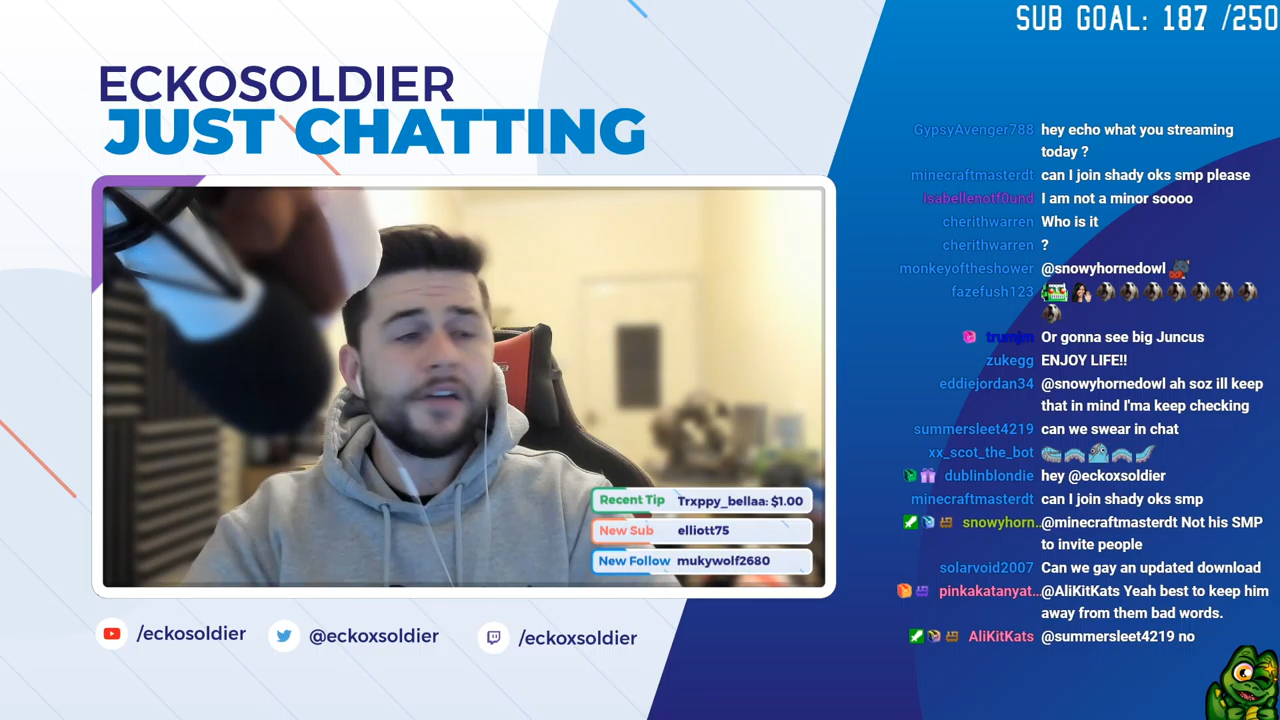 SUB GOAL: 187 /250
ECKOSOLDIER
JUST CHATTING
GypsyAvenger788 hey echo what you streaming
today ?
minecraftmasterdt can I join shady oks smp please
Isabellenotf0und I am not a minor soooo
cherithwarren Who is it
cherithwarren ?
monkeyoftheshower @snowyhornedowl
fazefush123
trumjm Or gonna see big Juncus
zukegg ENJOY LIFE!!
eddiejordan34 @snowyhornedowl ah soz ill keep
that in mind I'ma keep checking
summersleet4219 can we swear in chat
xx_scot_the_bot
dublinblondie hey @eckoxsoldier
minecraftmasterdt can I join shady oks smp
snowyhorn.. @minecraftmasterdt Not his SMP
to invite people
solarvoid2007 Can we gay an updated download
pinkakatanyat... @AliKitKats Yeah best to keep him
away from them bad words.
AliKitKats @summersleet4219 no
Recent Tip Trxppy_bellaa: $1.00
New Sub elliott75
New Follow mukywolf2680
/eckosoldier @eckoxsoldier /eckoxsoldier